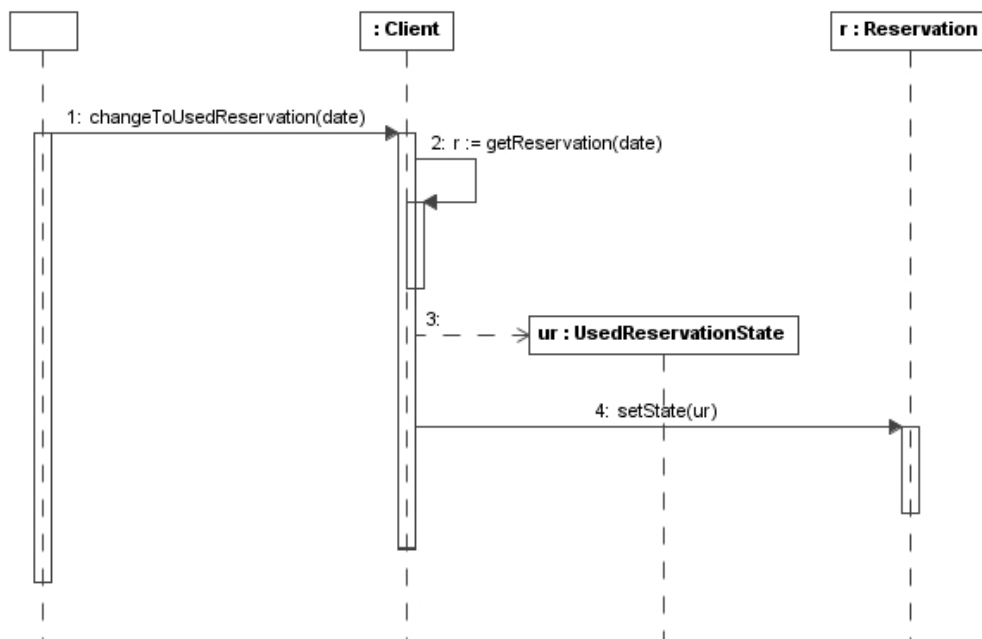 : Client
r : Reservation
1: changeToUsedReservation(date)
2: r := getReservation(date)
3:
ur : UsedReservationState
4: setState(ur)